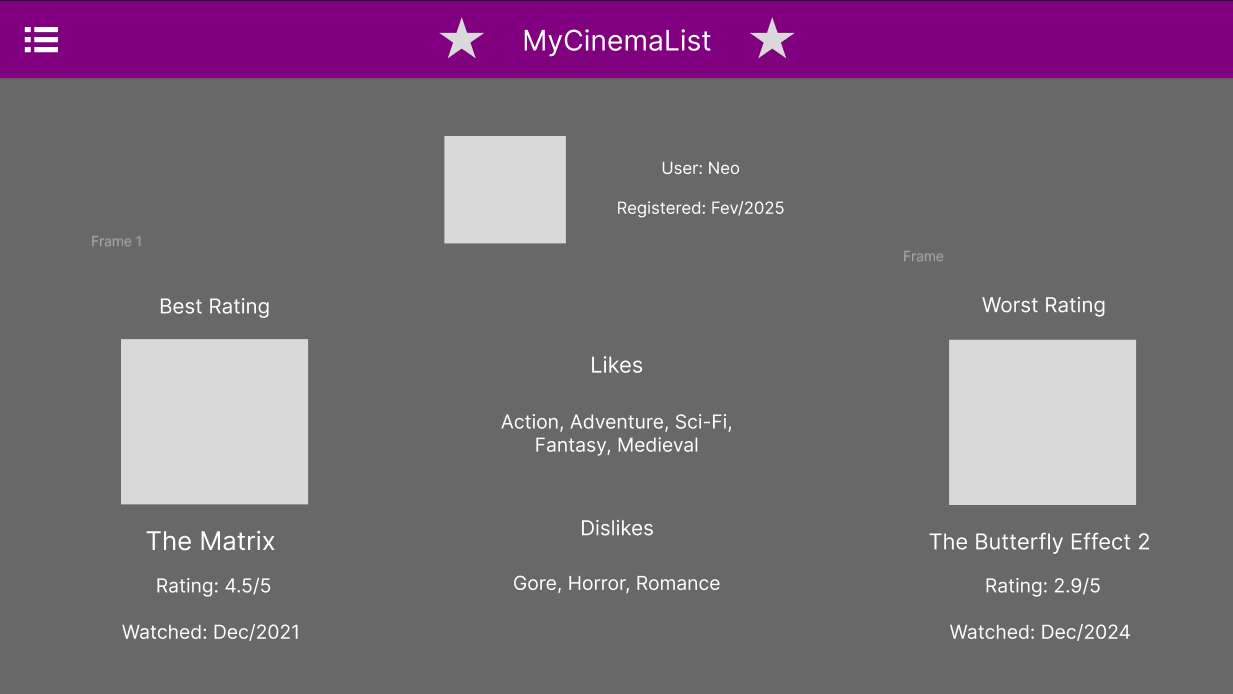 MyCinemaList
User: Neo
Registered: Fev/2025
Frame 1
Best Rating
The Matrix
Rating: 4.5/5
Watched: Dec/2021
Likes
Action, Adventure, Sci-Fi,
Fantasy, Medieval
Dislikes
Gore, Horror, Romance
Frame
Worst Rating
The Butterfly Effect 2
Rating: 2.9/5
Watched: Dec/2024